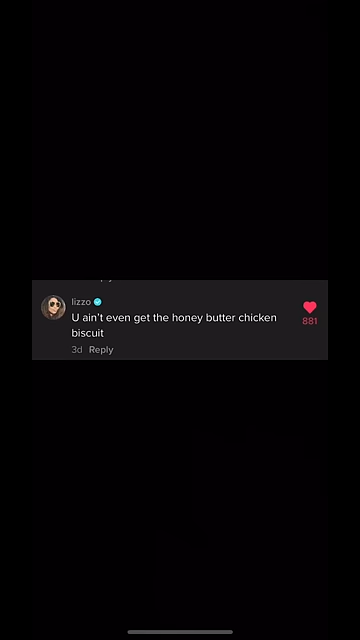 lizzo
U ain't even get the honey butter chicken
biscuit
881
3d Reply